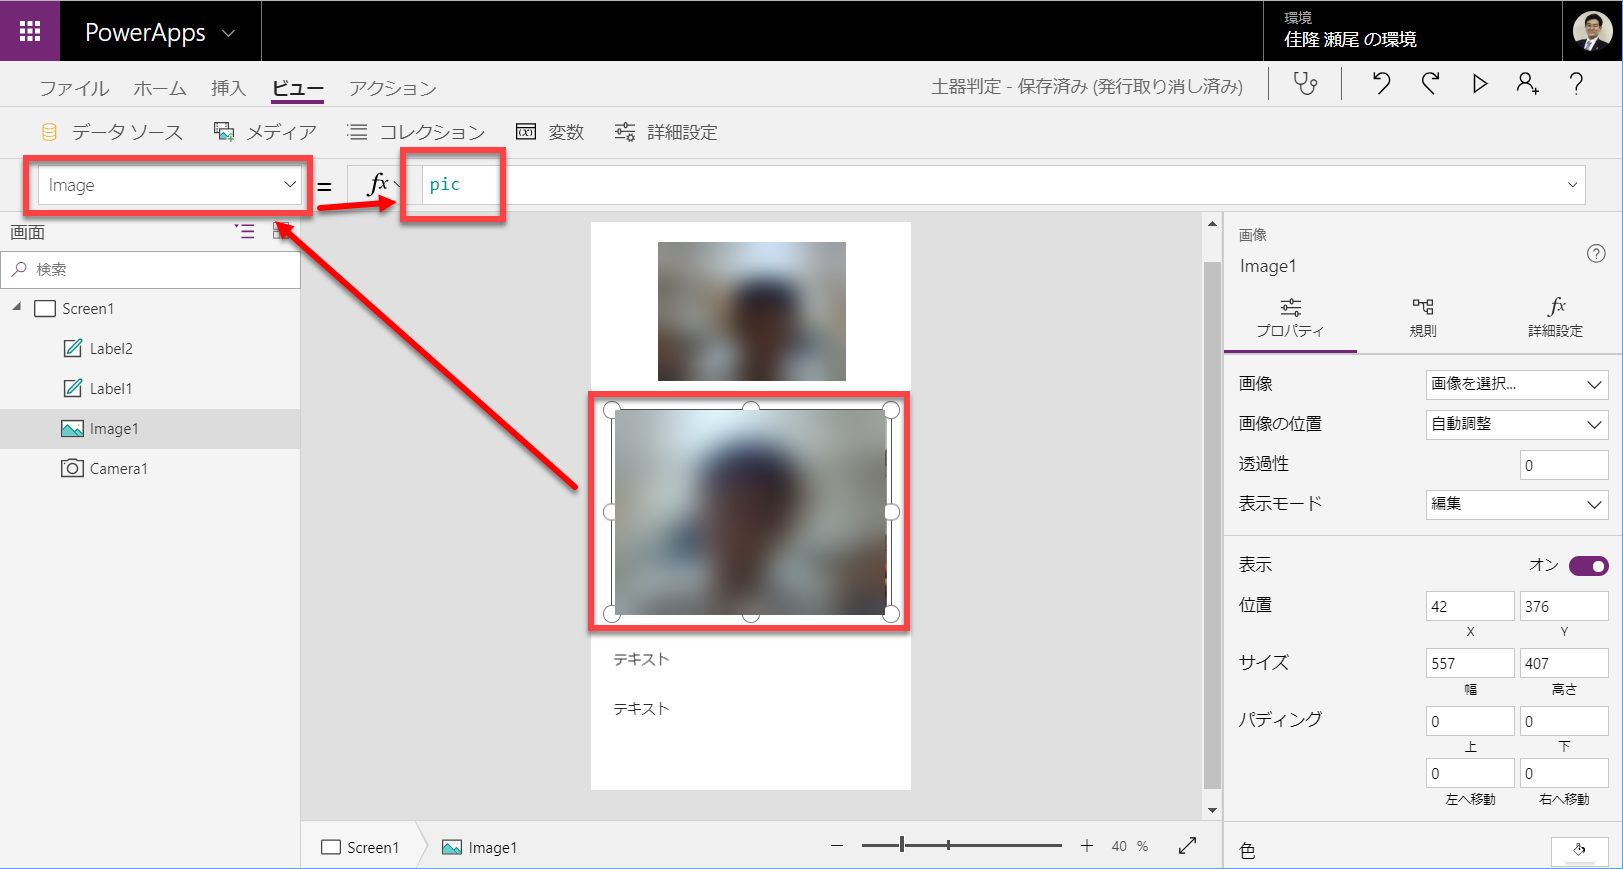 PowerApps
環境
佳隆 瀬尾 の環境
ファイル ホーム 挿入 ビュー アクション
土器判定 - 保存済み (発行取り消し済み)
データ ソース メディア コレクション 変数 詳細設定
Image = fx pic
画面
検索
Screen1
Label2
Label1
Image1
Camera1
テキスト
テキスト
Screen1 Image1
40 %
画像
Image1
プロパティ 規則 詳細設定
画像 画像を選択...
画像の位置 自動調整
透過性 0
表示モード 編集
表示 オン
位置 42 376
X Y
サイズ 557 407
幅 高さ
パディング 0 0
上 下
0 0
左へ移動 右へ移動
色